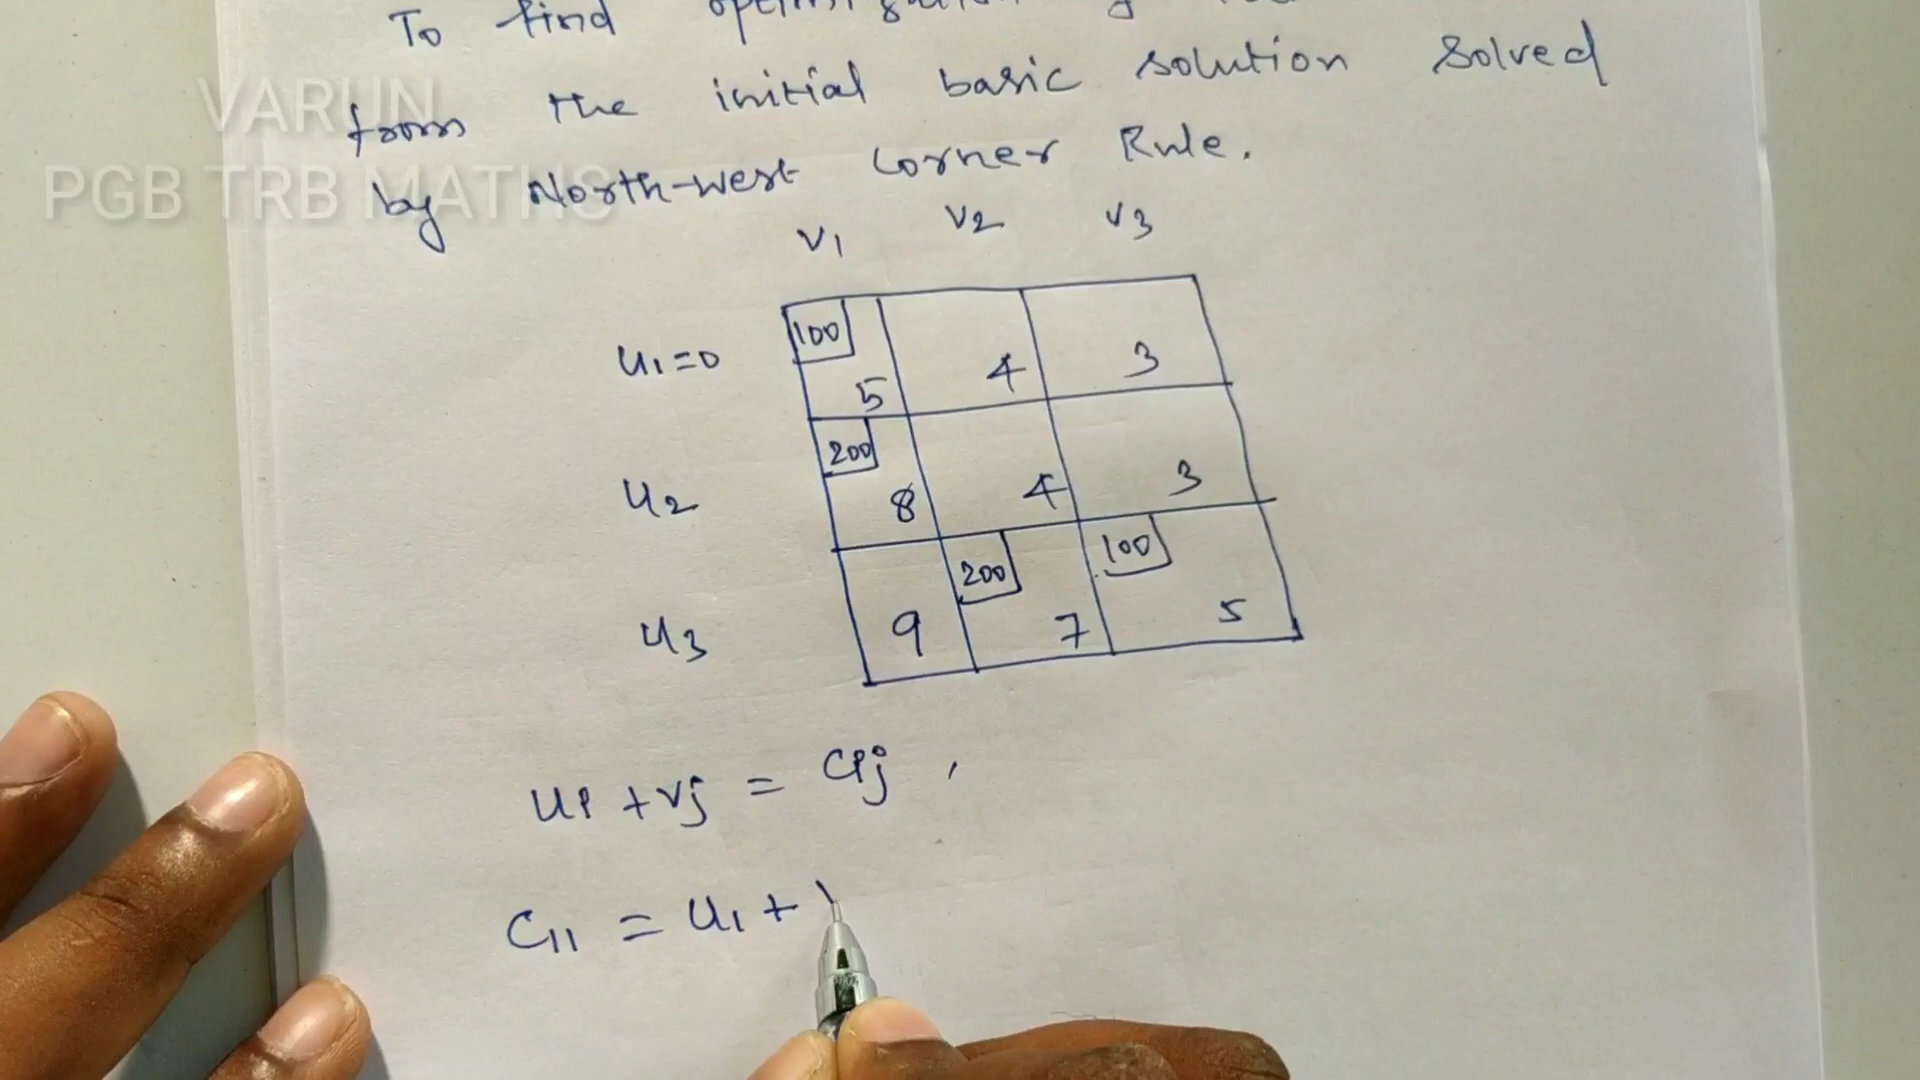 To find
from the initial basic solution solved
by North-west Corner Rule.
VARUN
PGB TRB MATHS
V1 V2 V3
U1=0 100 5 4 3
U2 200 8 4 3
U3 9 200 7 100 5
Ui + Vj = Cij ,
C11 = U1 +